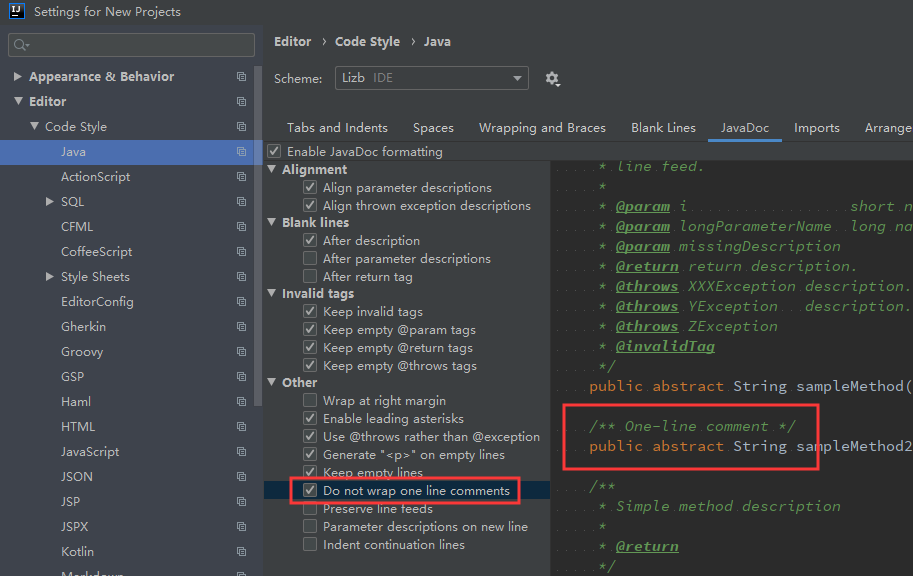 IJ Settings for New Projects
Editor › Code Style › Java
Scheme: Lizb IDE
Tabs and Indents Spaces Wrapping and Braces Blank Lines JavaDoc Imports Arrange
Appearance & Behavior
Editor
Code Style
Java
ActionScript
SQL
CFML
CoffeeScript
Style Sheets
EditorConfig
Gherkin
Groovy
GSP
Haml
HTML
JavaScript
JSON
JSP
JSPX
Kotlin
Markdown
Enable JavaDoc formatting
Alignment
Align parameter descriptions
Align thrown exception descriptions
Blank lines
After description
After parameter descriptions
After return tag
Invalid tags
Keep invalid tags
Keep empty @param tags
Keep empty @return tags
Keep empty @throws tags
Other
Wrap at right margin
Enable leading asterisks
Use @throws rather than @exception
Generate "<p>" on empty lines
Keep empty lines
Do not wrap one line comments
Preserve line feeds
Parameter descriptions on new line
Indent continuation lines
* line feed.
*
* @param i short n
* @param longParameterName long na
* @param missingDescription
* @return return description.
* @throws XXXException description.
* @throws YException description.
* @throws ZException
* @invalidTag
*/
public abstract String sampleMethod(
/** One-line comment */
public abstract String sampleMethod2
/**
* Simple method description
*
* @return
*/